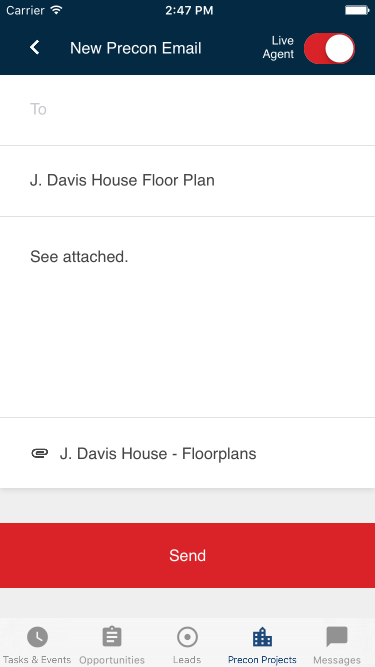 Carrier 2:47 PM
New Precon Email
Live
Agent
To
J. Davis House Floor Plan
See attached.
J. Davis House - Floorplans
Send
Tasks & Events Opportunities Leads Precon Projects Messages